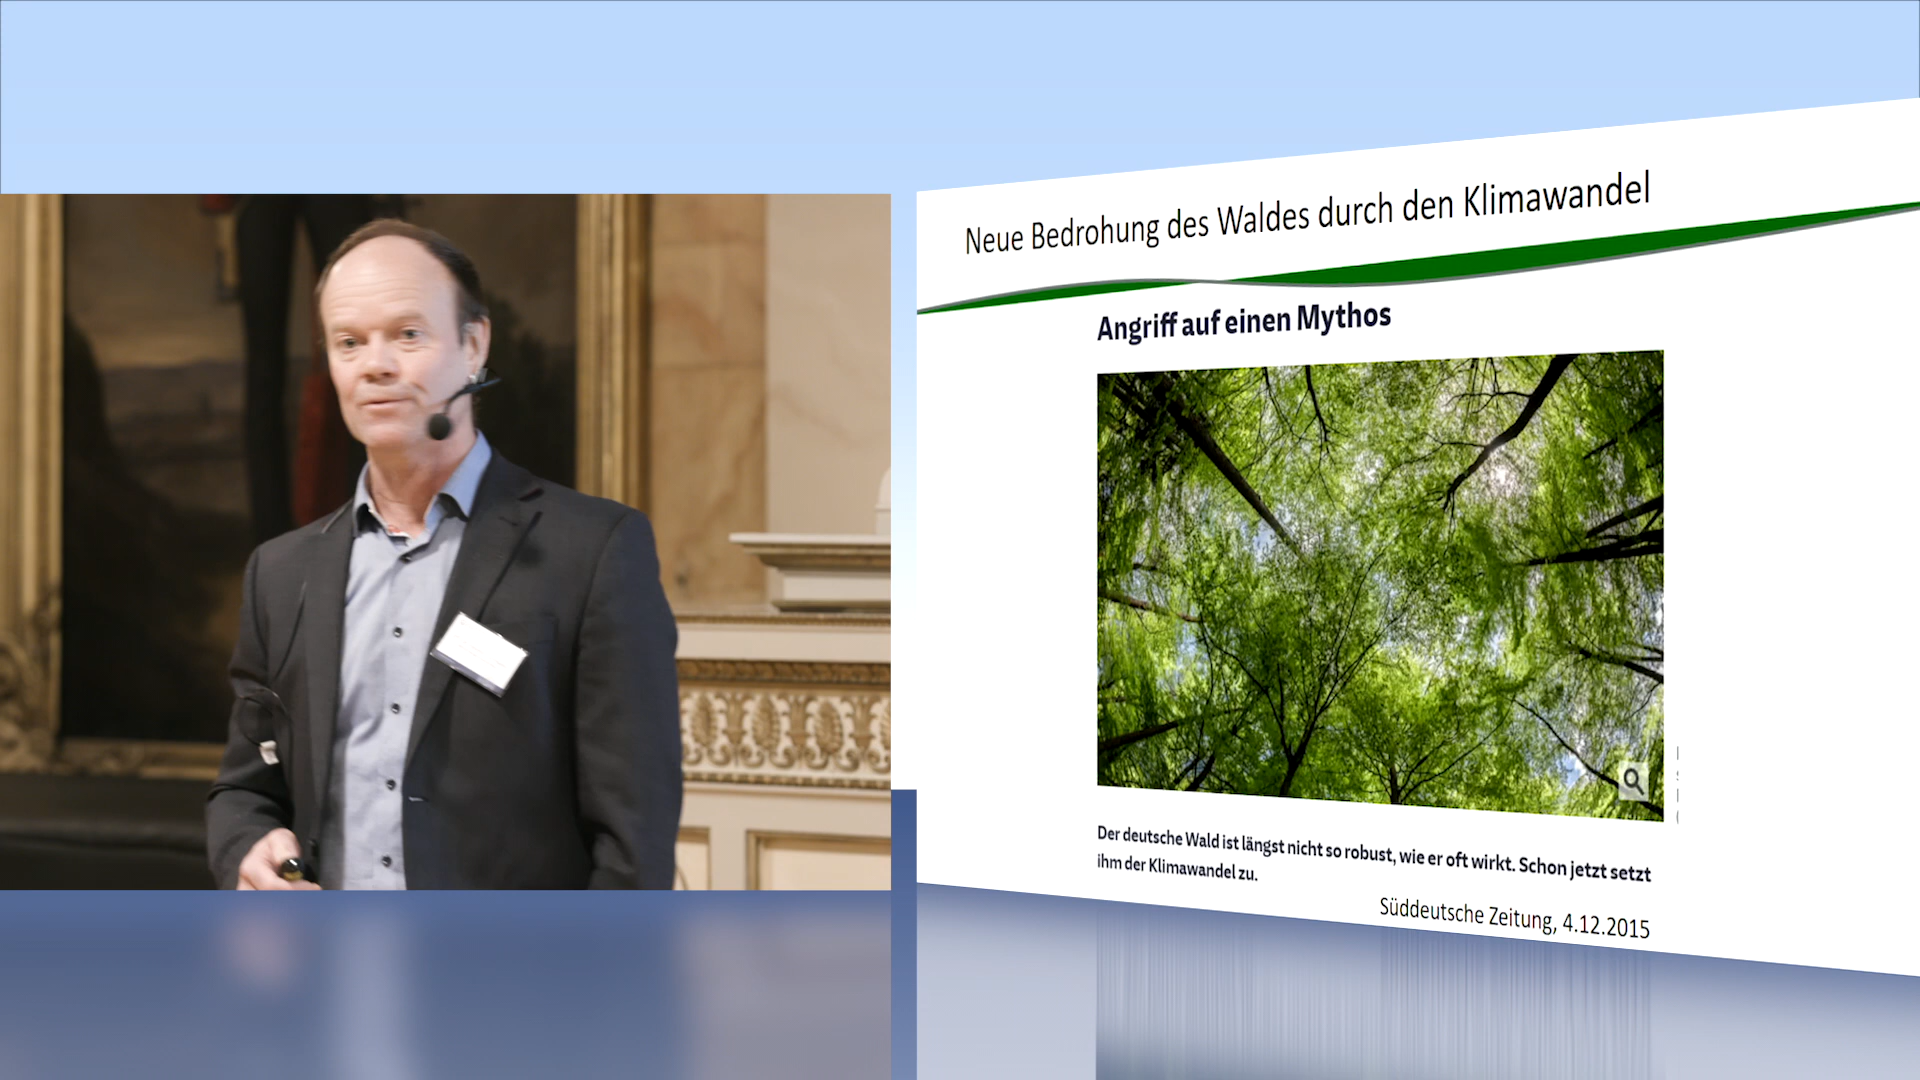 Neue Bedrohung des Waldes durch den Klimawandel
Angriff auf einen Mythos
Der deutsche Wald ist längst nicht so robust, wie er oft wirkt. Schon jetzt setzt
ihm der Klimawandel zu.
Süddeutsche Zeitung, 4.12.2015